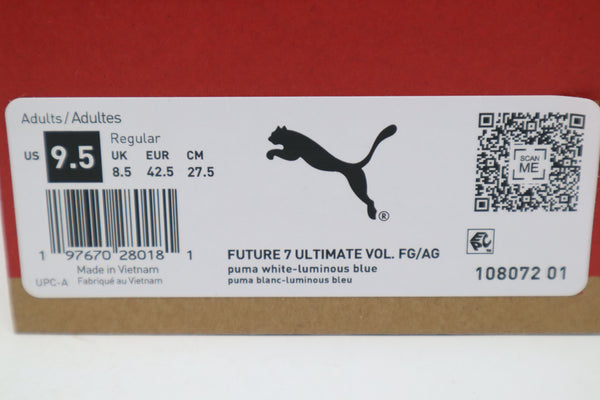 Adults/Adultes
Regular
US 9.5 UK EUR CM
8.5 42.5 27.5
SCAN ME
®
1 97670 28018 1
Made in Vietnam
UPC-A Fabriqué au Vietnam
FUTURE 7 ULTIMATE VOL. FG/AG
puma white-luminous blue
puma blanc-luminous bleu
108072 01